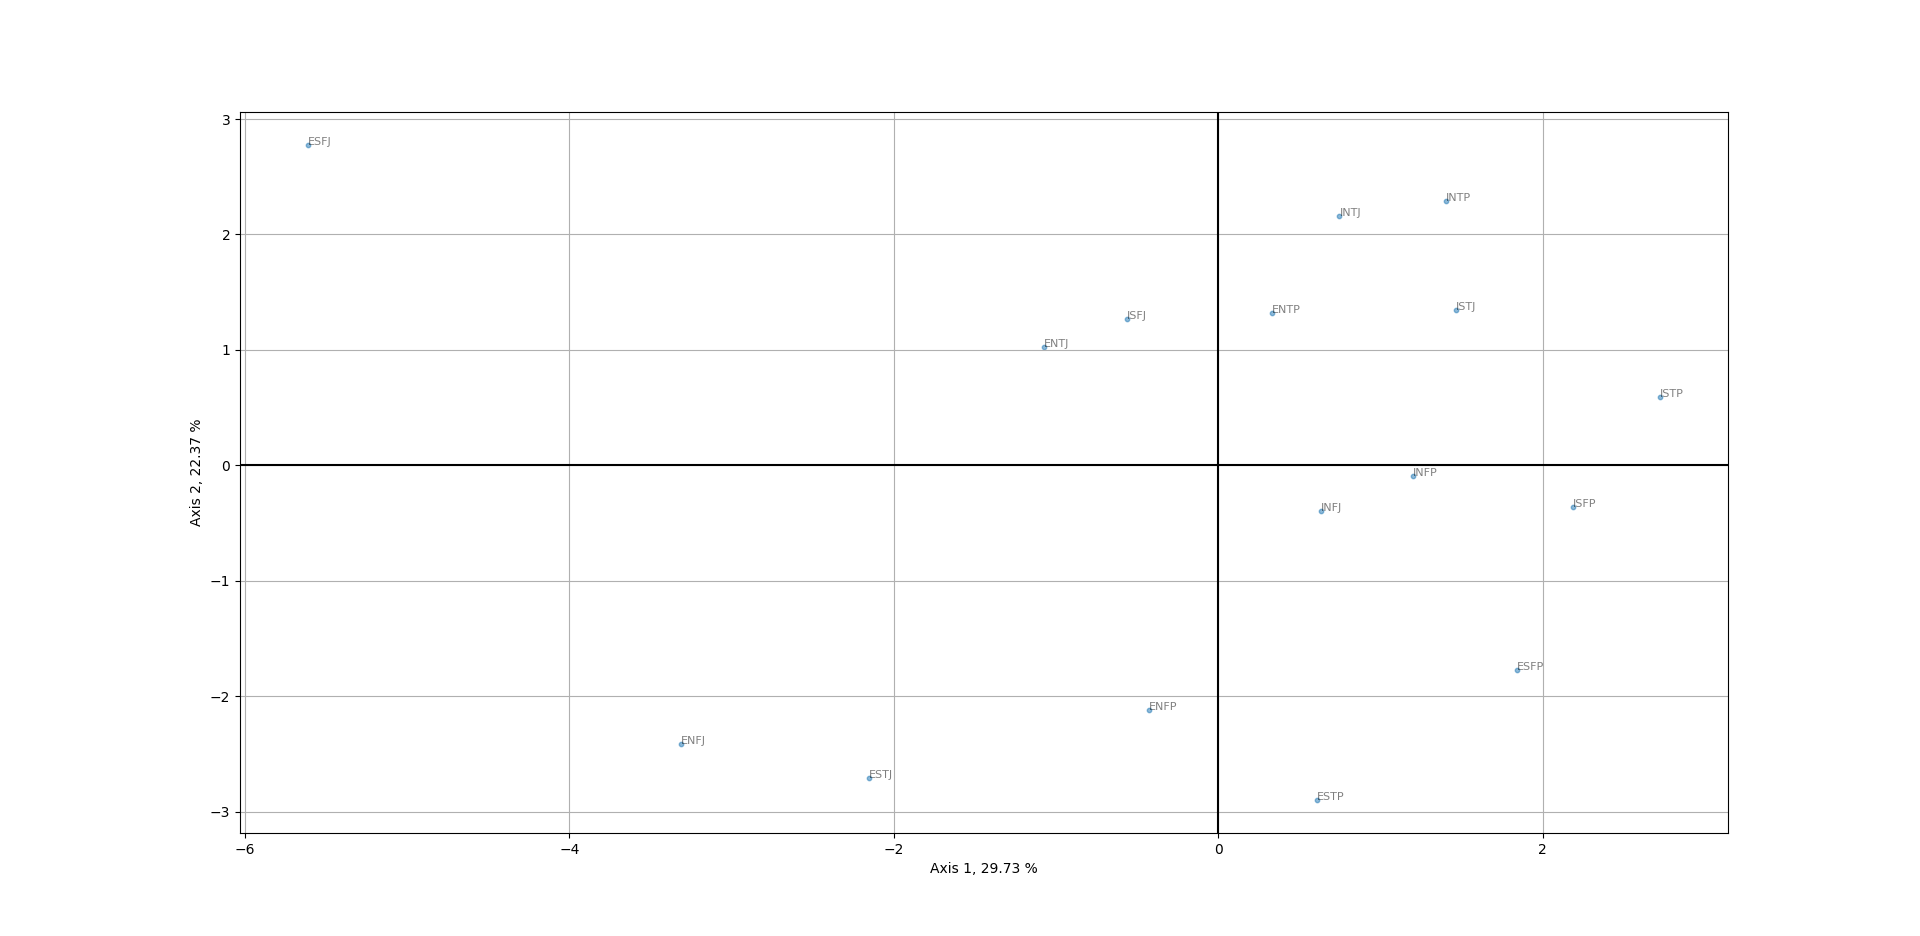 3
ESFJ
INTP
INTJ
2
ISTJ
ENTP
ISFJ
ENTJ
1
ISTP
0
INFP
ISFP
INFJ
−1
ESFP
−2
ENFP
ENFJ
ESTJ
ESTP
−3
−6 −4 −2 0 2
Axis 1, 29.73 %
Axis 2, 22.37 %